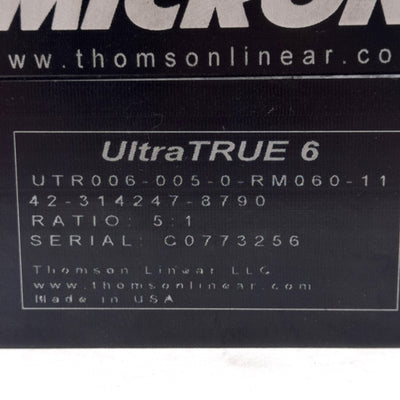 MICRON
www.thomsonlinear.co
UltraTRUE 6
UTR006-005-0-RM060-11
42-314247-8790
RATIO: 5:1
SERIAL: C0773256
Thomson Linear LLC
www.thomsonlinear.com
Made in USA